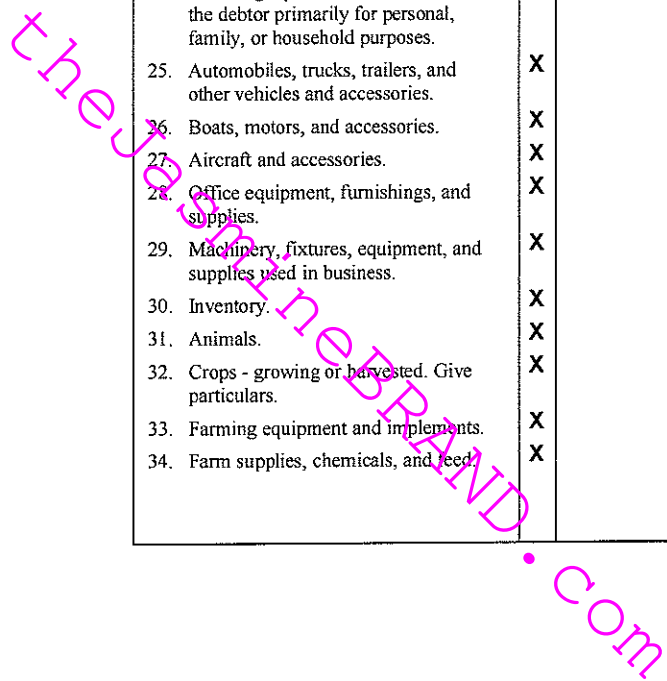 the debtor primarily for personal,
family, or household purposes.
25. Automobiles, trucks, trailers, and X
other vehicles and accessories.
26. Boats, motors, and accessories. X
27. Aircraft and accessories. X
28. Office equipment, furnishings, and X
supplies.
29. Machinery, fixtures, equipment, and X
supplies used in business.
30. Inventory. X
31. Animals. X
32. Crops - growing or harvested. Give X
particulars.
33. Farming equipment and implements. X
34. Farm supplies, chemicals, and feed. X
theJasmineBRAND.com